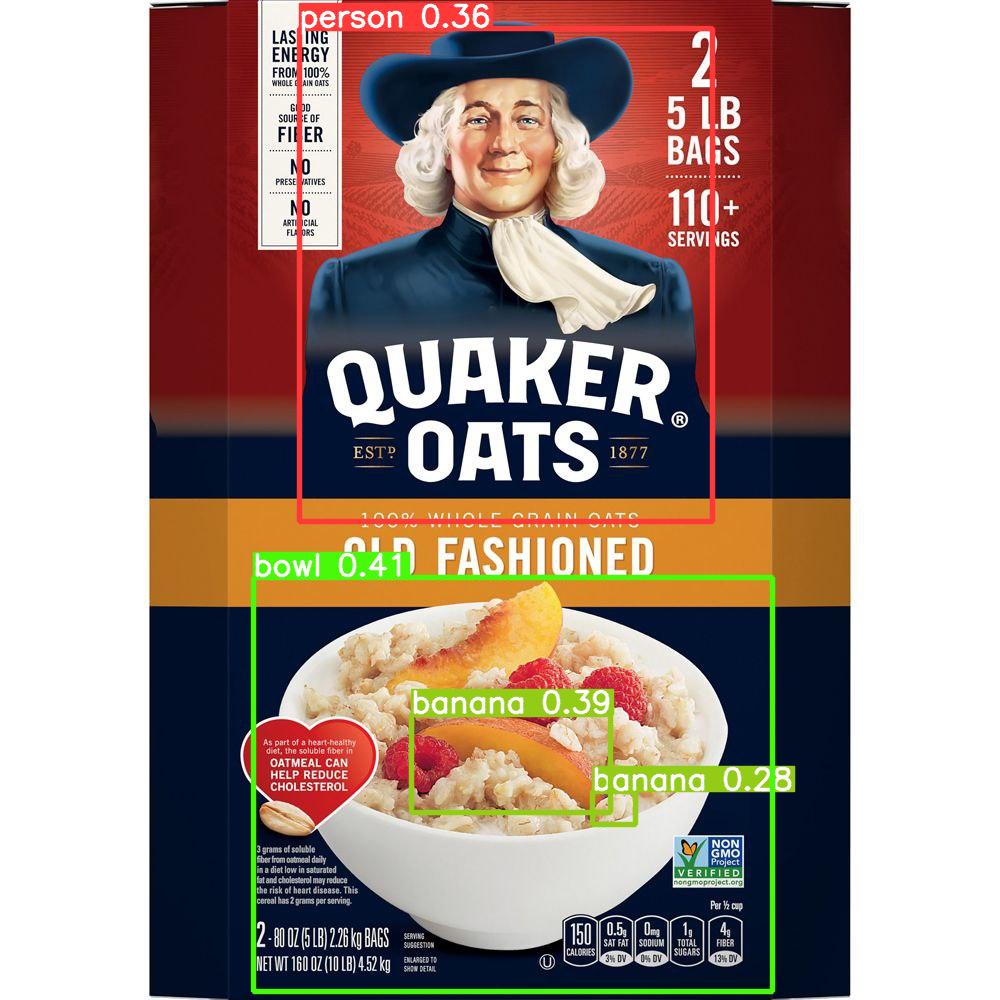 person 0.36
LASTING
ENERGY
FROM 100%
WHOLE GRAIN OATS
GOOD
SOURCE OF
FIBER
NO
PRESERVATIVES
NO
ARTIFICIAL
FLAVORS
2
5 LB
BAGS
110+
SERVINGS
QUAKER®
OATS
ESTD 1877
100% WHOLE GRAIN OATS
OLD FASHIONED
bowl 0.41
banana 0.39
banana 0.28
As part of a heart-healthy
diet, the soluble fiber in
OATMEAL CAN
HELP REDUCE
CHOLESTEROL
3 grams of soluble
fiber from oatmeal daily
in a diet low in saturated
fat and cholesterol may reduce
the risk of heart disease. This
cereal has 2 grams per serving.
NON
GMO
Project
VERIFIED
nongmoproject.org
2 - 80 OZ (5 LB) 2.26 kg BAGS
NET WT 160 OZ (10 LB) 4.52 kg
SERVING
SUGGESTION
ENLARGED TO
SHOW DETAIL
U
Per ½ cup
150
CALORIES
0.5g
SAT FAT
3% DV
0mg
SODIUM
0% DV
1g
TOTAL
SUGARS
4g
FIBER
13% DV